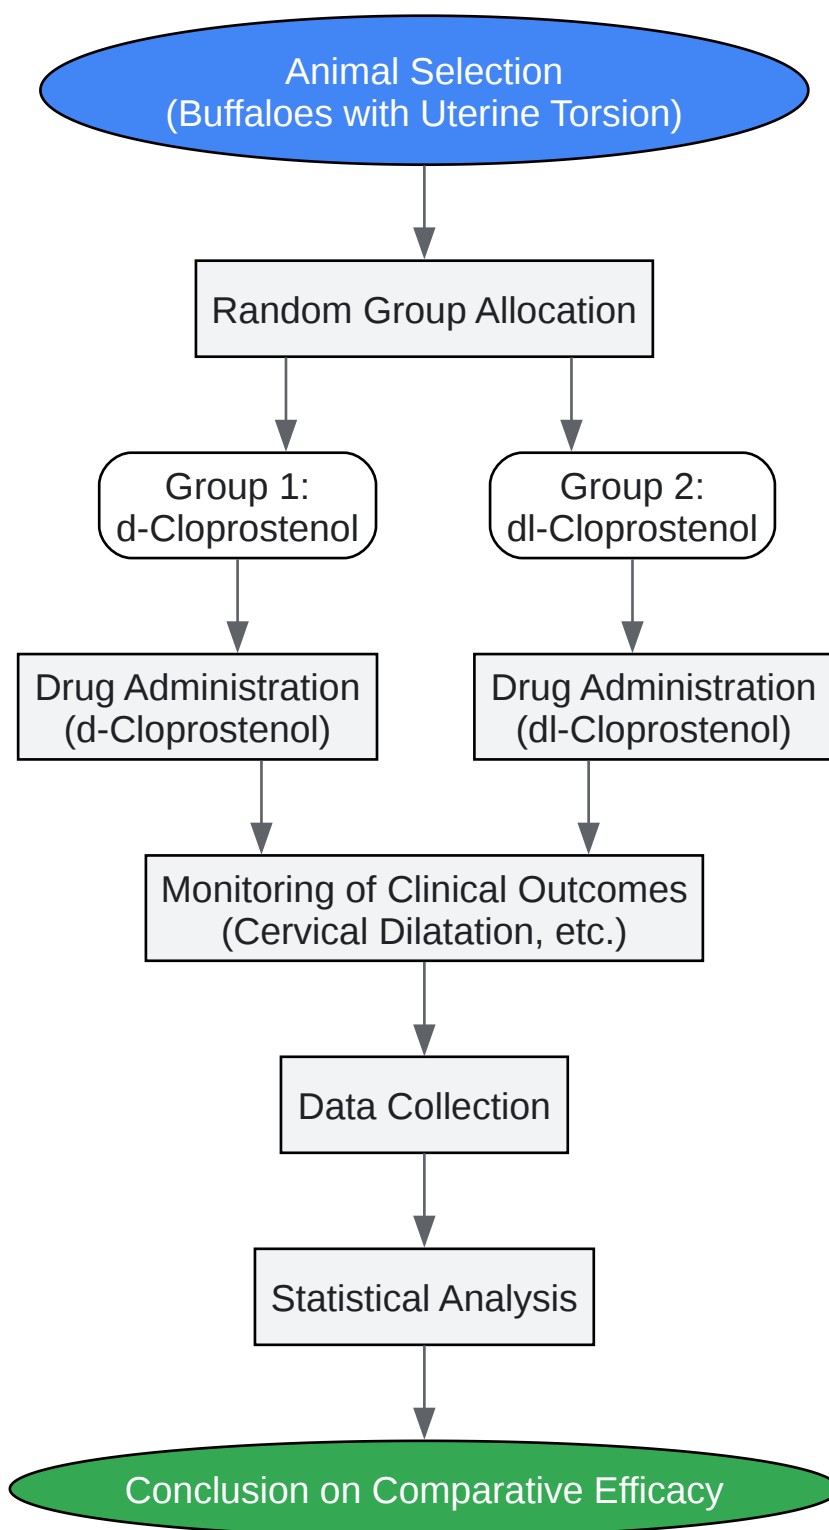 Animal Selection
(Buffaloes with Uterine Torsion)
Random Group Allocation
Group 1:
d-Cloprostenol
Group 2:
dl-Cloprostenol
Drug Administration
(d-Cloprostenol)
Drug Administration
(dl-Cloprostenol)
Monitoring of Clinical Outcomes
(Cervical Dilatation, etc.)
Data Collection
Statistical Analysis
Conclusion on Comparative Efficacy